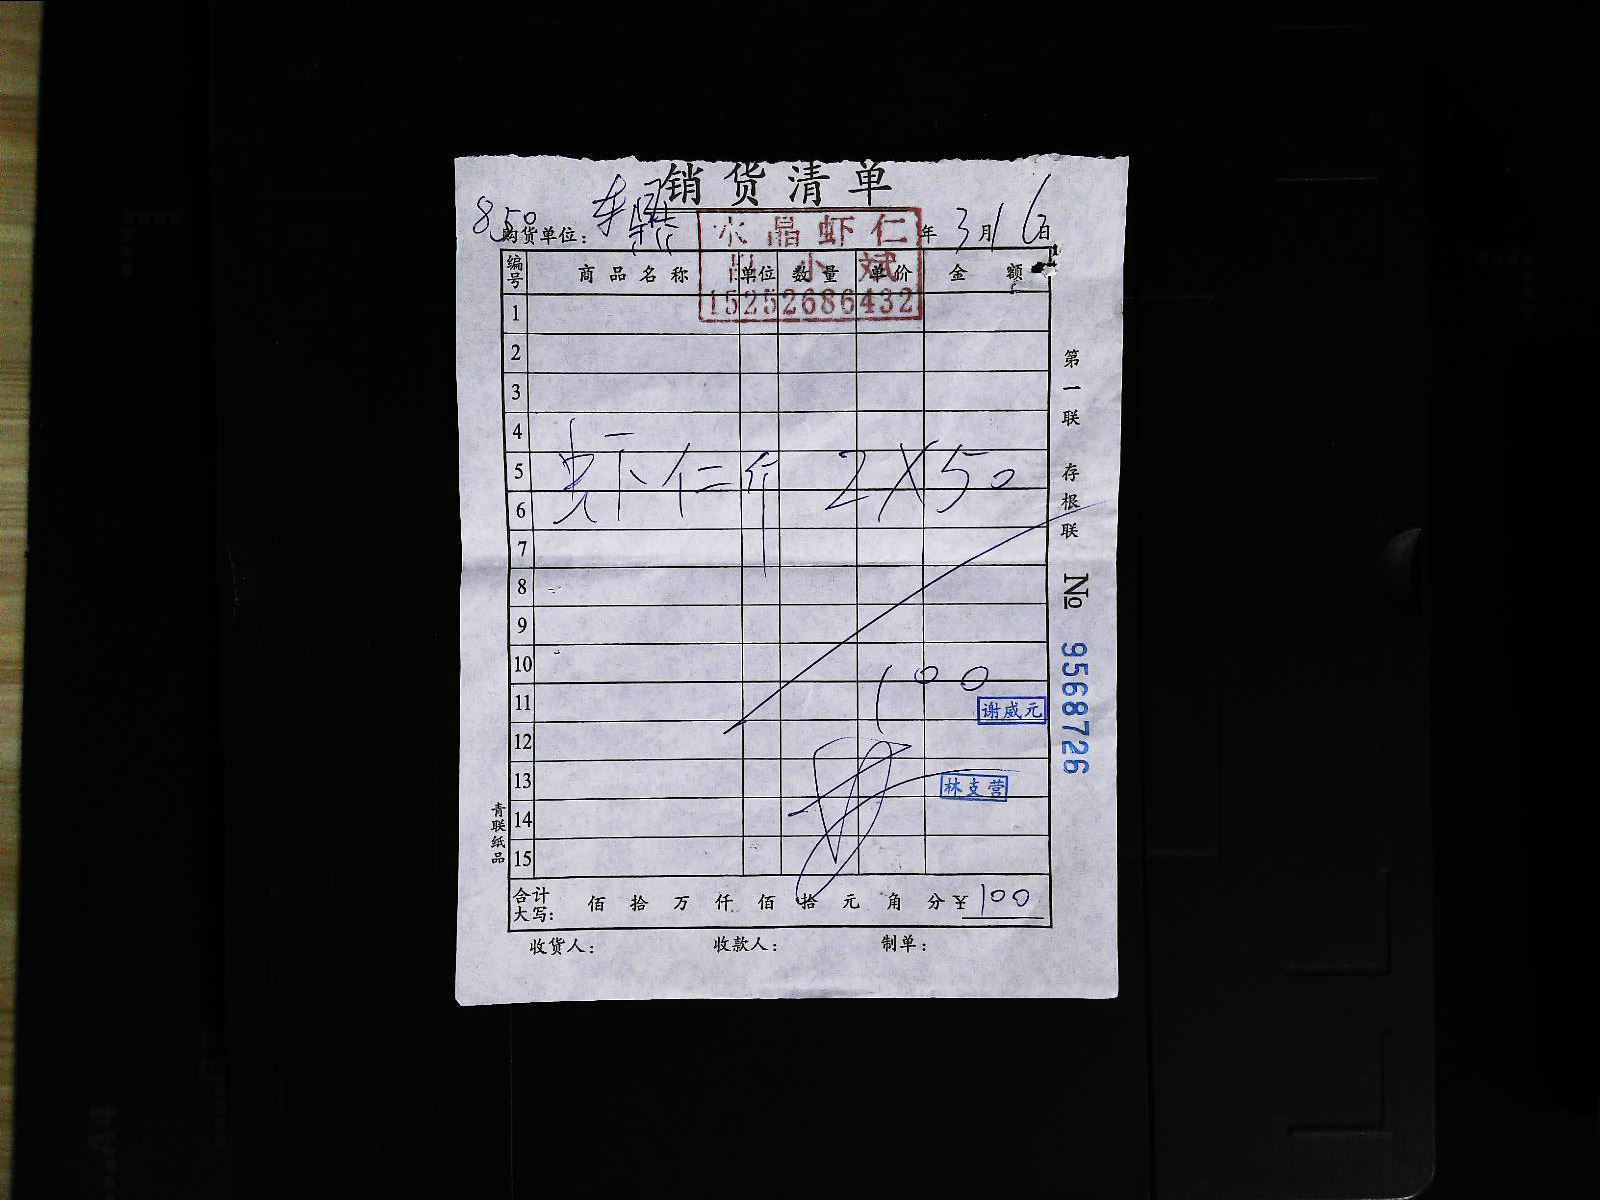 销货清单
850
购货单位：
年3月16日
水晶虾仁
小斌
15252686432
编号 商品名称 单位 数量 单价 金额
1
2
3
4
5 虾仁 斤 2×50
6
7
8
9
10
11 100
谢威元
12
13
林支营
14
15
合计大写： 佰 拾 万 仟 佰 拾 元 角 分 ¥100
收货人： 收款人： 制单：
第一联 存根联 No 9568726
青联纸品